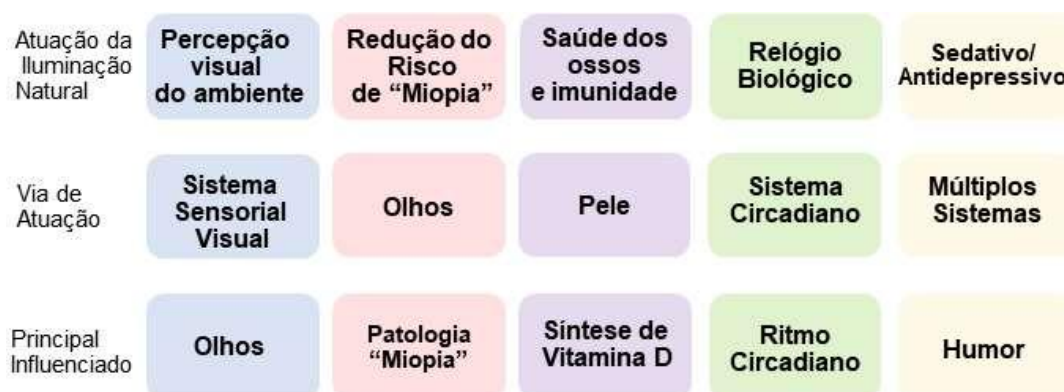 Atuação da
Iluminação
Natural
Percepção
visual
do ambiente
Redução do
Risco
de “Miopia”
Saúde dos
ossos
e imunidade
Relógio
Biológico
Sedativo/
Antidepressivo
Via de
Atuação
Sistema
Sensorial
Visual
Olhos
Pele
Sistema
Circadiano
Múltiplos
Sistemas
Principal
Influenciado
Olhos
Patologia
“Miopia”
Síntese de
Vitamina D
Ritmo
Circadiano
Humor